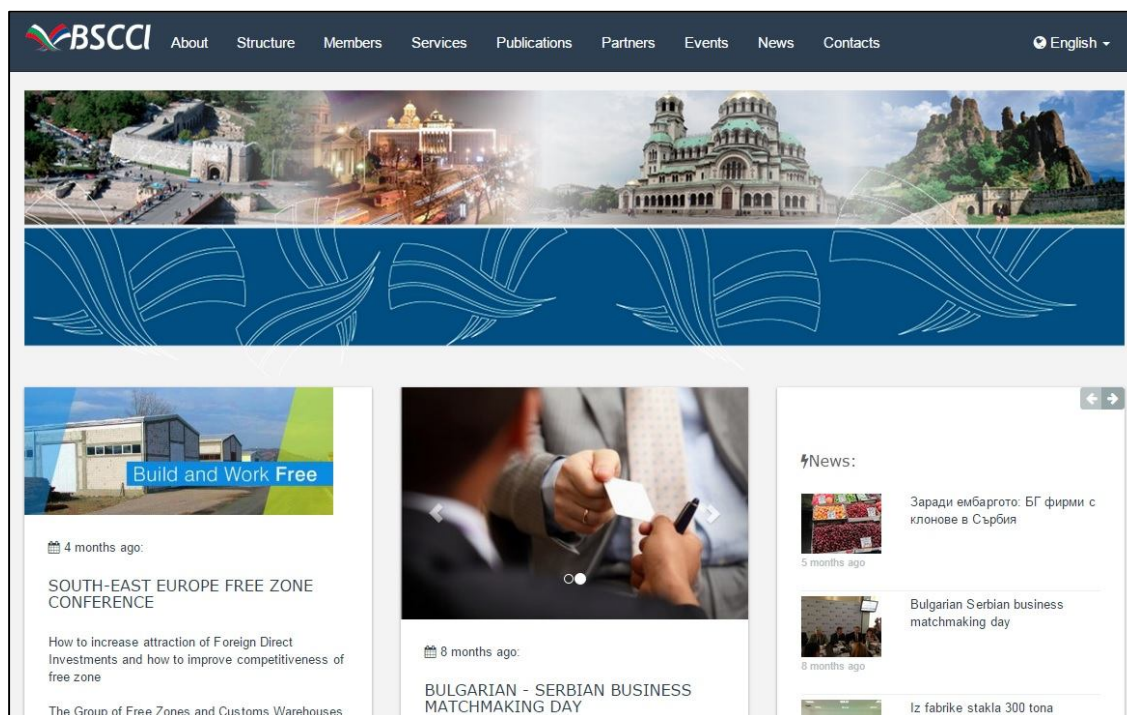 BSCCI About Structure Members Services Publications Partners Events News Contacts English
Build and Work Free
4 months ago:
SOUTH-EAST EUROPE FREE ZONE
CONFERENCE
How to increase attraction of Foreign Direct
Investments and how to improve competitiveness of
free zone
The Group of Free Zones and Customs Warehouses
8 months ago:
BULGARIAN - SERBIAN BUSINESS
MATCHMAKING DAY
News:
Заради ембаргото: БГ фирми с
клонове в Сърбия
5 months ago
Bulgarian Serbian business
matchmaking day
8 months ago
Iz fabrike stakla 300 tona